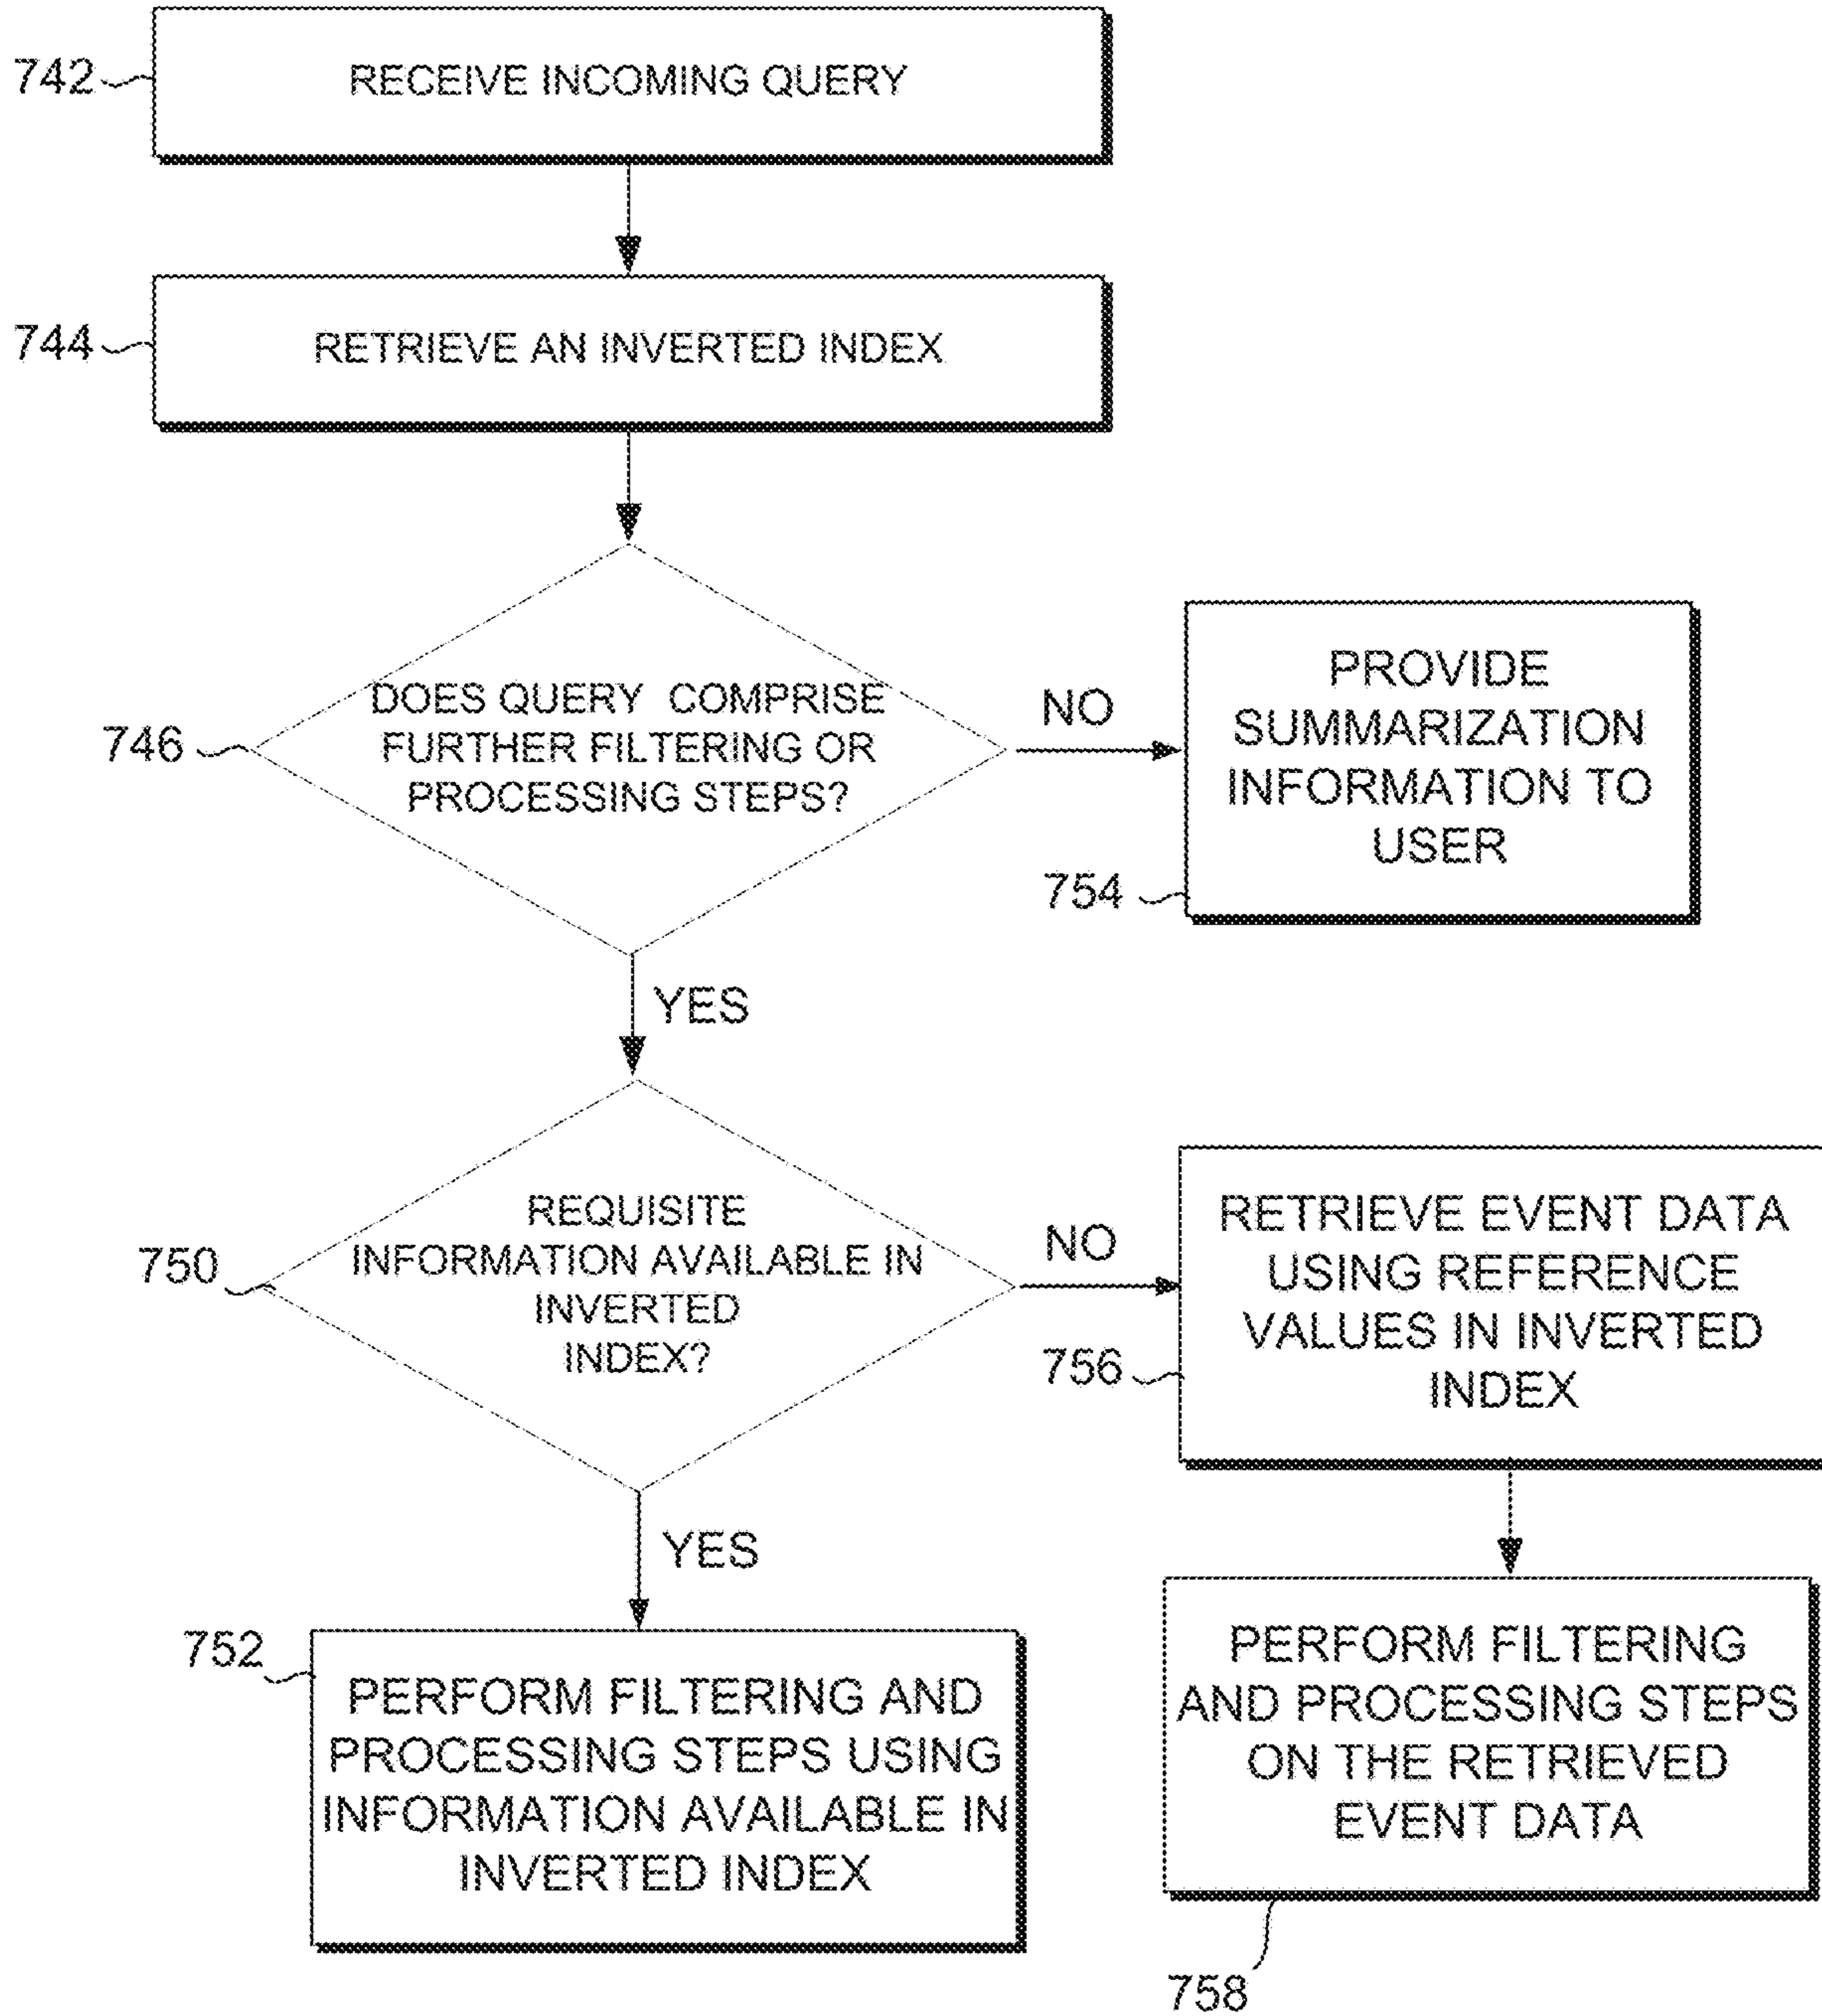 742
RECEIVE INCOMING QUERY
744
RETRIEVE AN INVERTED INDEX
746
DOES QUERY COMPRISE
FURTHER FILTERING OR
PROCESSING STEPS?
NO
PROVIDE
SUMMARIZATION
INFORMATION TO
USER
754
YES
750
REQUISITE
INFORMATION AVAILABLE IN
INVERTED
INDEX?
NO
RETRIEVE EVENT DATA
USING REFERENCE
VALUES IN INVERTED
INDEX
756
YES
752
PERFORM FILTERING AND
PROCESSING STEPS USING
INFORMATION AVAILABLE IN
INVERTED INDEX
PERFORM FILTERING
AND PROCESSING STEPS
ON THE RETRIEVED
EVENT DATA
758